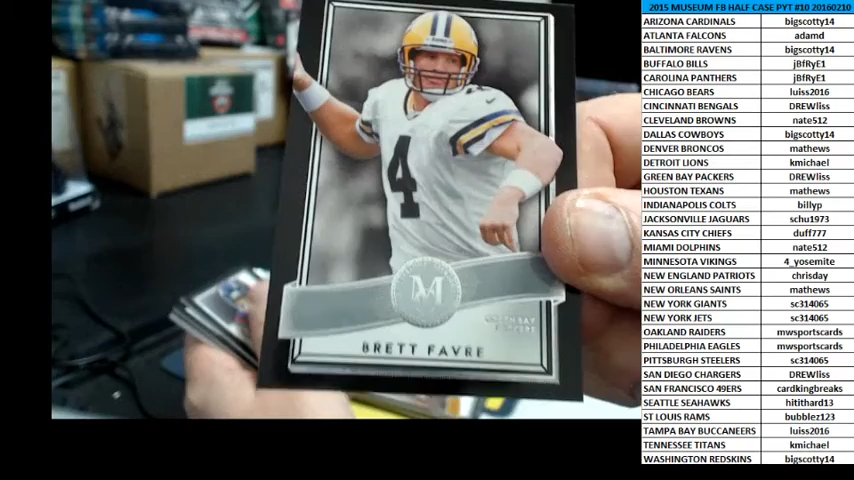 4
M
GREEN BAY
PACKERS
BRETT FAVRE
2015 MUSEUM FB HALF CASE PYT #10 20160210
ARIZONA CARDINALS bigscotty14
ATLANTA FALCONS adamd
BALTIMORE RAVENS bigscotty14
BUFFALO BILLS jBfRyE1
CAROLINA PANTHERS jBfRyE1
CHICAGO BEARS luiss2016
CINCINNATI BENGALS DREWliss
CLEVELAND BROWNS nate512
DALLAS COWBOYS bigscotty14
DENVER BRONCOS mathews
DETROIT LIONS kmichael
GREEN BAY PACKERS DREWliss
HOUSTON TEXANS mathews
INDIANAPOLIS COLTS billyp
JACKSONVILLE JAGUARS schu1973
KANSAS CITY CHIEFS duff777
MIAMI DOLPHINS nate512
MINNESOTA VIKINGS 4_yosemite
NEW ENGLAND PATRIOTS chrisday
NEW ORLEANS SAINTS mathews
NEW YORK GIANTS sc314065
NEW YORK JETS sc314065
OAKLAND RAIDERS mwsportscards
PHILADELPHIA EAGLES mwsportscards
PITTSBURGH STEELERS sc314065
SAN DIEGO CHARGERS DREWliss
SAN FRANCISCO 49ERS cardkingbreaks
SEATTLE SEAHAWKS hitithard13
ST LOUIS RAMS bubblez123
TAMPA BAY BUCCANEERS luiss2016
TENNESSEE TITANS kmichael
WASHINGTON REDSKINS bigscotty14